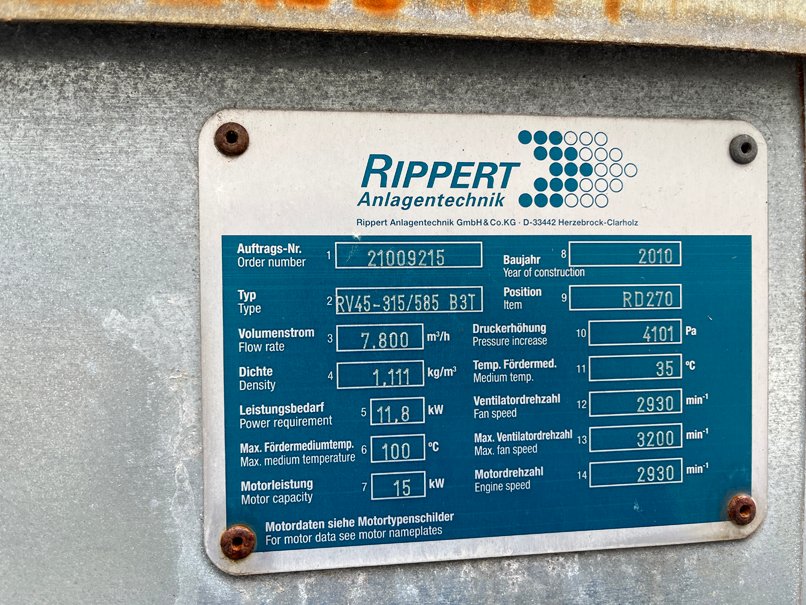 RIPPERT
Anlagentechnik
Rippert Anlagentechnik GmbH & Co.KG · D-33442 Herzebrock-Clarholz
Auftrags-Nr.
Order number 1 21009215
Baujahr 8 2010
Year of construction
Typ
Type 2 RV45-315/585 B3T
Position
Item 9 RD270
Volumenstrom
Flow rate 3 7.800 m³/h
Druckerhöhung
Pressure increase 10 4101 Pa
Dichte
Density 4 1,111 kg/m³
Temp. Fördermed.
Medium temp. 11 35 °C
Leistungsbedarf
Power requirement 5 11,8 kW
Ventilatordrehzahl
Fan speed 12 2930 min⁻¹
Max. Fördermediumtemp.
Max. medium temperature 6 100 °C
Max. Ventilatordrehzahl
Max. fan speed 13 3200 min⁻¹
Motorleistung
Motor capacity 7 15 kW
Motordrehzahl
Engine speed 14 2930 min⁻¹
Motordaten siehe Motortypenschilder
For motor data see motor nameplates